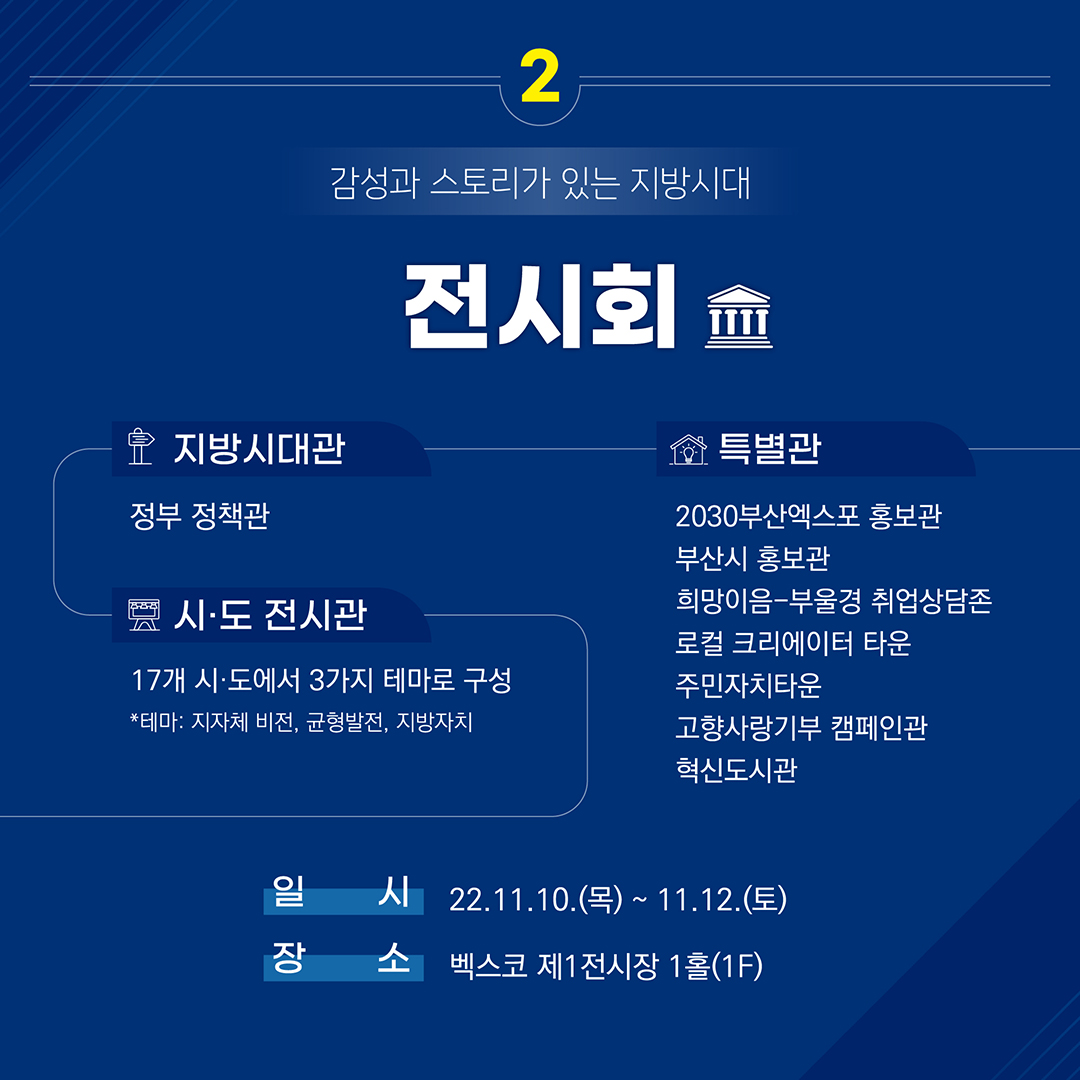 2
감성과 스토리가 있는 지방시대
전시회
지방시대관
정부 정책관
시·도 전시관
17개 시·도에서 3가지 테마로 구성
*테마: 지자체 비전, 균형발전, 지방자치
특별관
2030부산엑스포 홍보관
부산시 홍보관
희망이음-부울경 취업상담존
로컬 크리에이터 타운
주민자치타운
고향사랑기부 캠페인관
혁신도시관
일 시 22.11.10.(목) ~ 11.12.(토)
장 소 벡스코 제1전시장 1홀(1F)